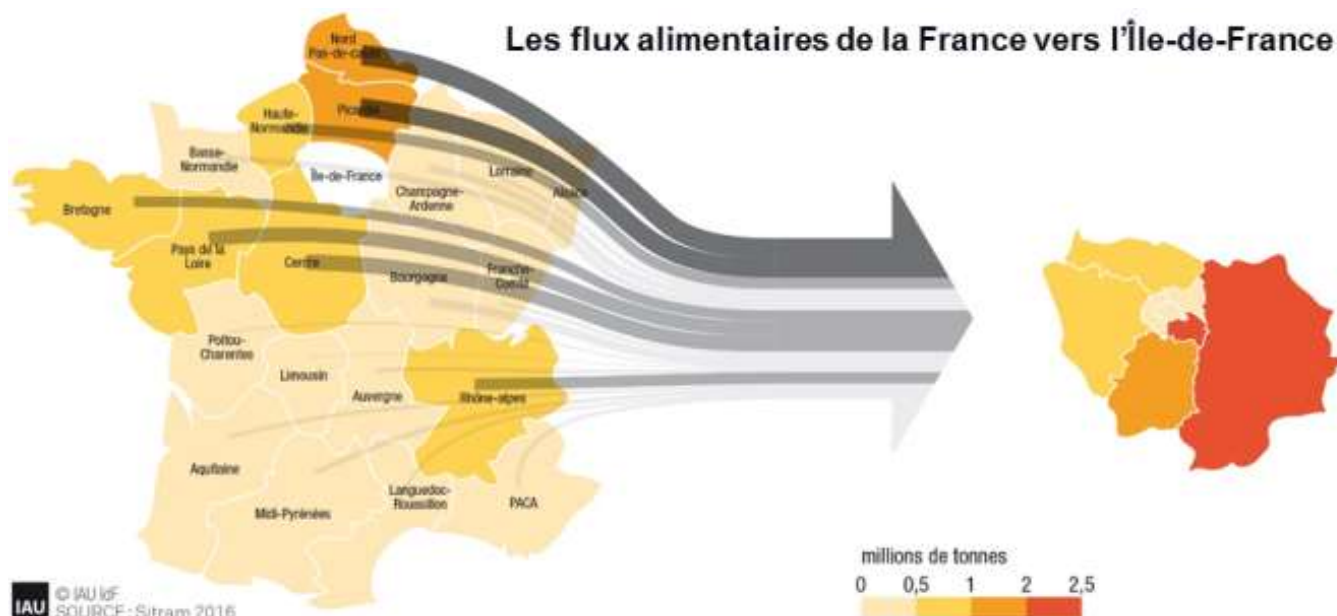 Les flux alimentaires de la France vers l'Île-de-France
Nord
Pas-de-calais
Picardie
Haute-
Normandie
Basse-
Normandie
Île-de-France
Lorraine
Alsace
Champagne-
Ardenne
Bretagne
Pays de la
Loire
Centre
Bourgogne
Franche-
Comté
Poitou-
Charentes
Limousin
Auvergne
Rhône-alpes
Aquitaine
Midi-Pyrénées
Languedoc-
Roussillon
PACA
millions de tonnes
0 0,5 1 2 2,5
IAU
© IAU îdF
SOURCE : Sitram 2016